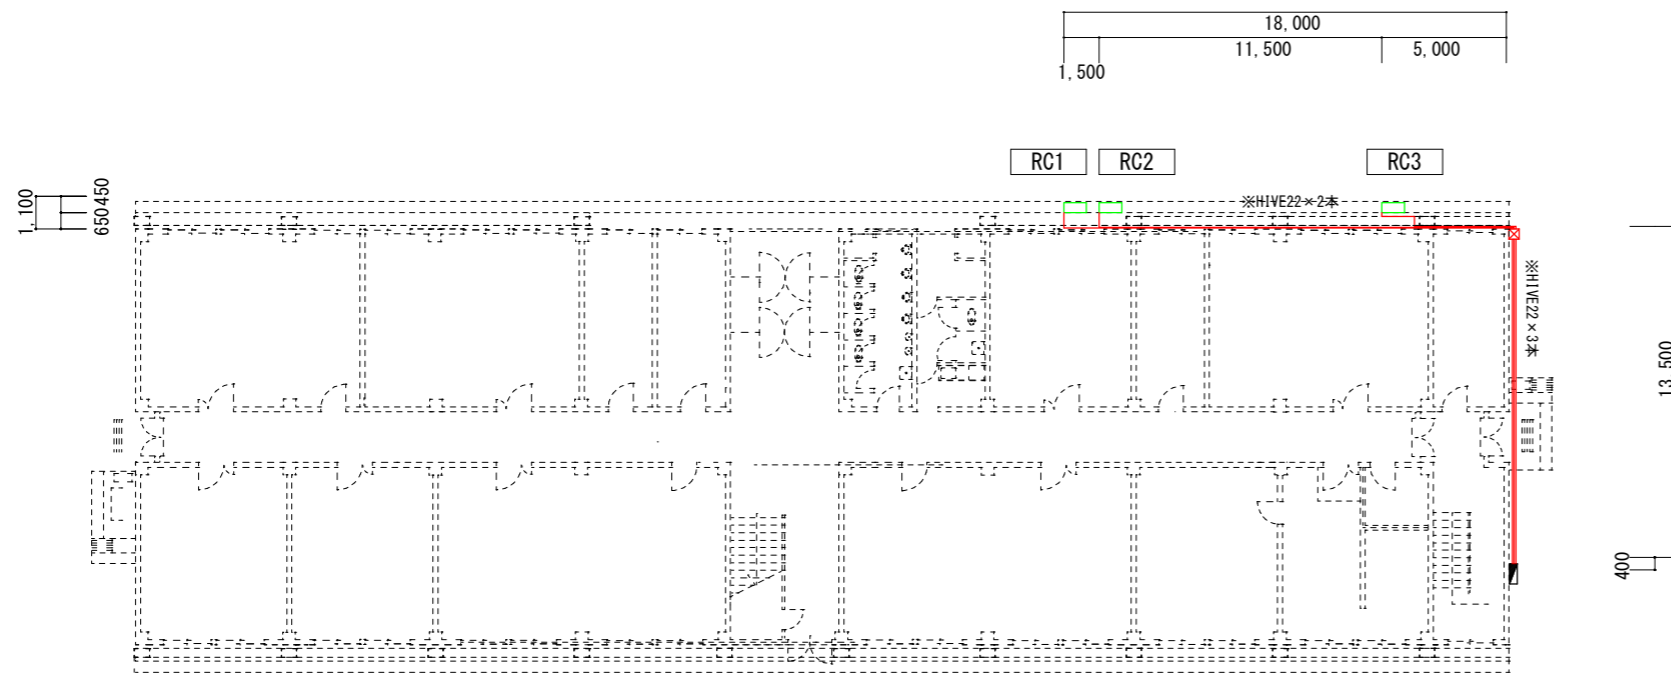 18,000
11,500
5,000
1,500
RC1
RC2
RC3
1,100
450
650
※HIVE22×2本
※HIVE22×3本
13,500
400